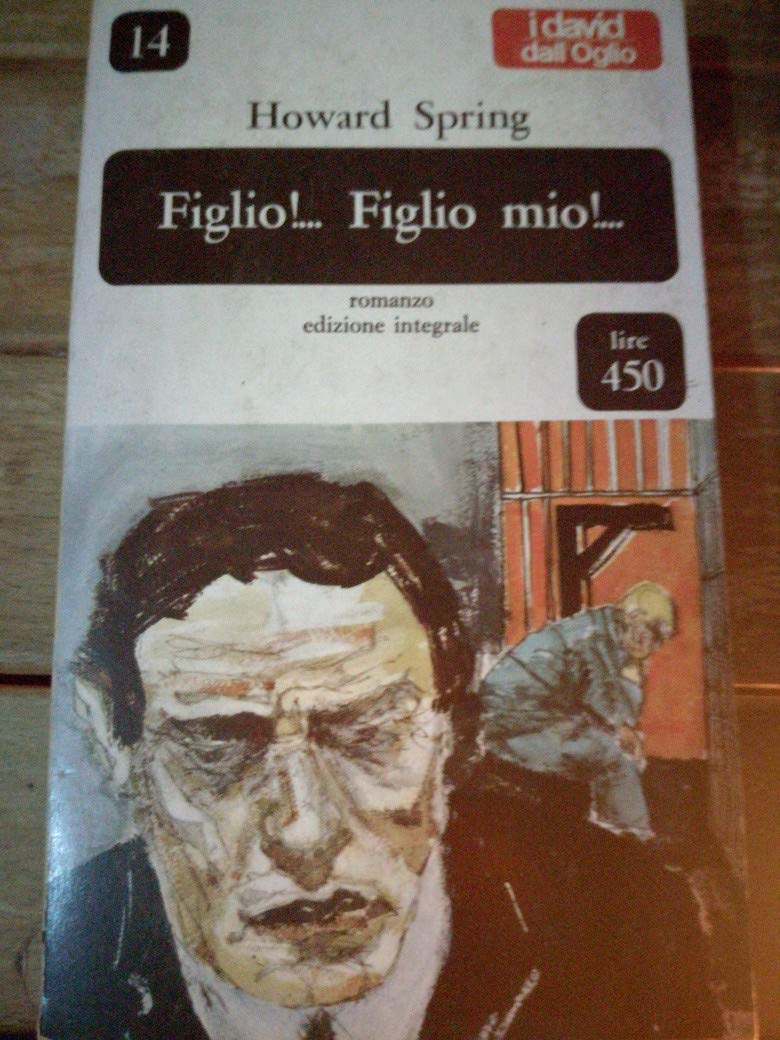 14
i david
dall'Oglio
Howard Spring
Figlio!... Figlio mio!...
romanzo
edizione integrale
lire
450